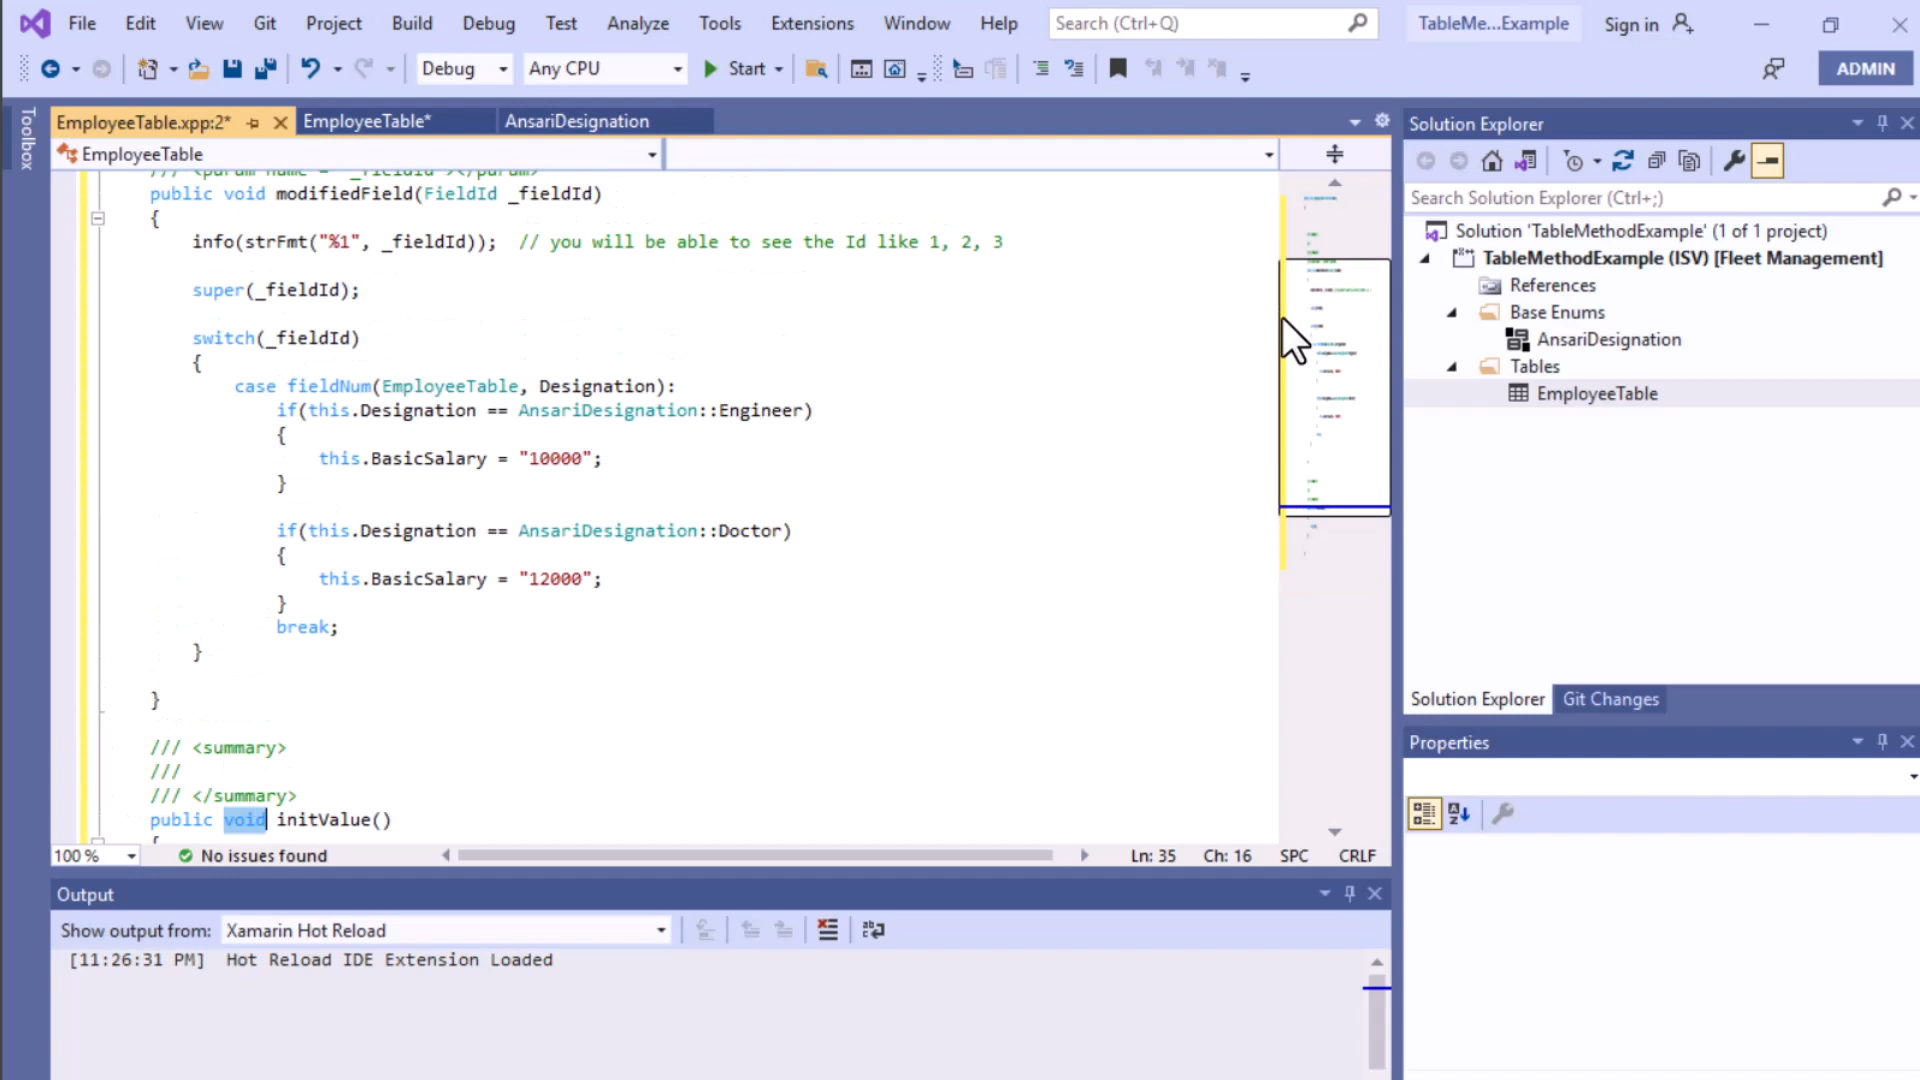 File Edit View Git Project Build Debug Test Analyze Tools Extensions Window Help Search (Ctrl+Q) TableMe...Example Sign in
Debug Any CPU Start ADMIN
Toolbox
EmployeeTable.xpp:2* EmployeeTable* AnsariDesignation
EmployeeTable
/// <param name = "_fieldId"></param>
public void modifiedField(FieldId _fieldId)
{
info(strFmt("%1", _fieldId)); // you will be able to see the Id like 1, 2, 3
super(_fieldId);
switch(_fieldId)
{
case fieldNum(EmployeeTable, Designation):
if(this.Designation == AnsariDesignation::Engineer)
{
this.BasicSalary = "10000";
}
if(this.Designation == AnsariDesignation::Doctor)
{
this.BasicSalary = "12000";
}
break;
}
}
/// <summary>
///
/// </summary>
public void initValue()
{
100 % No issues found Ln: 35 Ch: 16 SPC CRLF
Output
Show output from: Xamarin Hot Reload
[11:26:31 PM] Hot Reload IDE Extension Loaded
Solution Explorer
Search Solution Explorer (Ctrl+;)
Solution 'TableMethodExample' (1 of 1 project)
TableMethodExample (ISV) [Fleet Management]
References
Base Enums
AnsariDesignation
Tables
EmployeeTable
Solution Explorer Git Changes
Properties